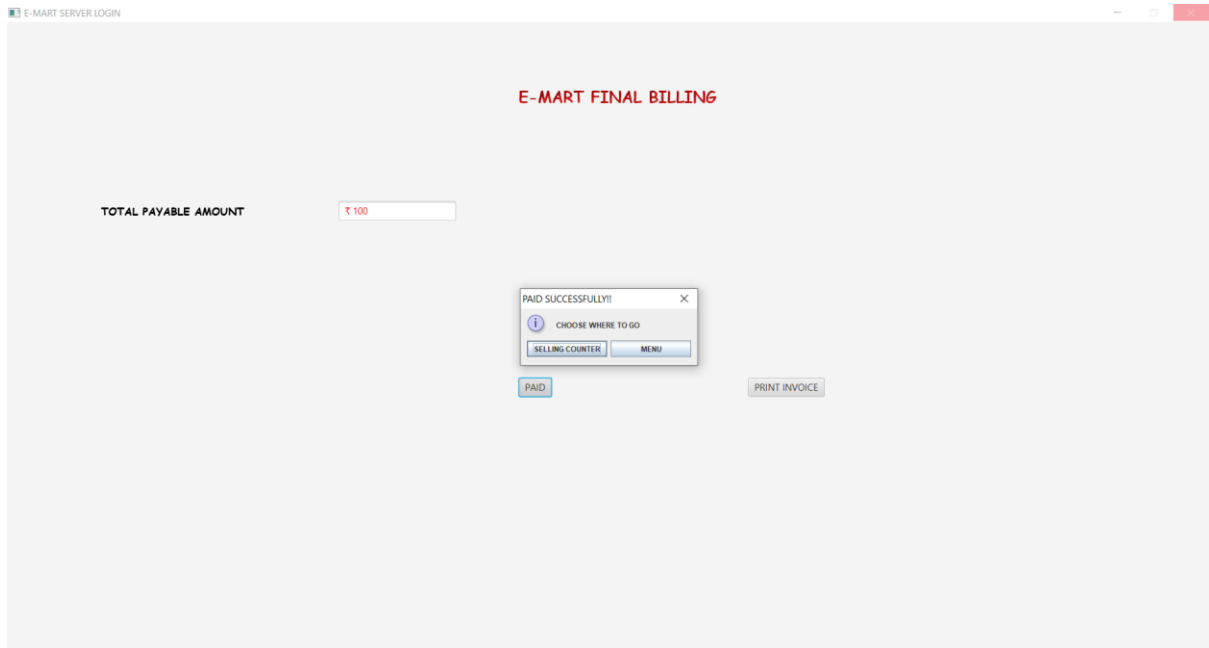 E-MART SERVER LOGIN
E-MART FINAL BILLING
TOTAL PAYABLE AMOUNT
₹ 100
PAID SUCCESSFULLY!!
CHOOSE WHERE TO GO
SELLING COUNTER
MENU
PAID
PRINT INVOICE